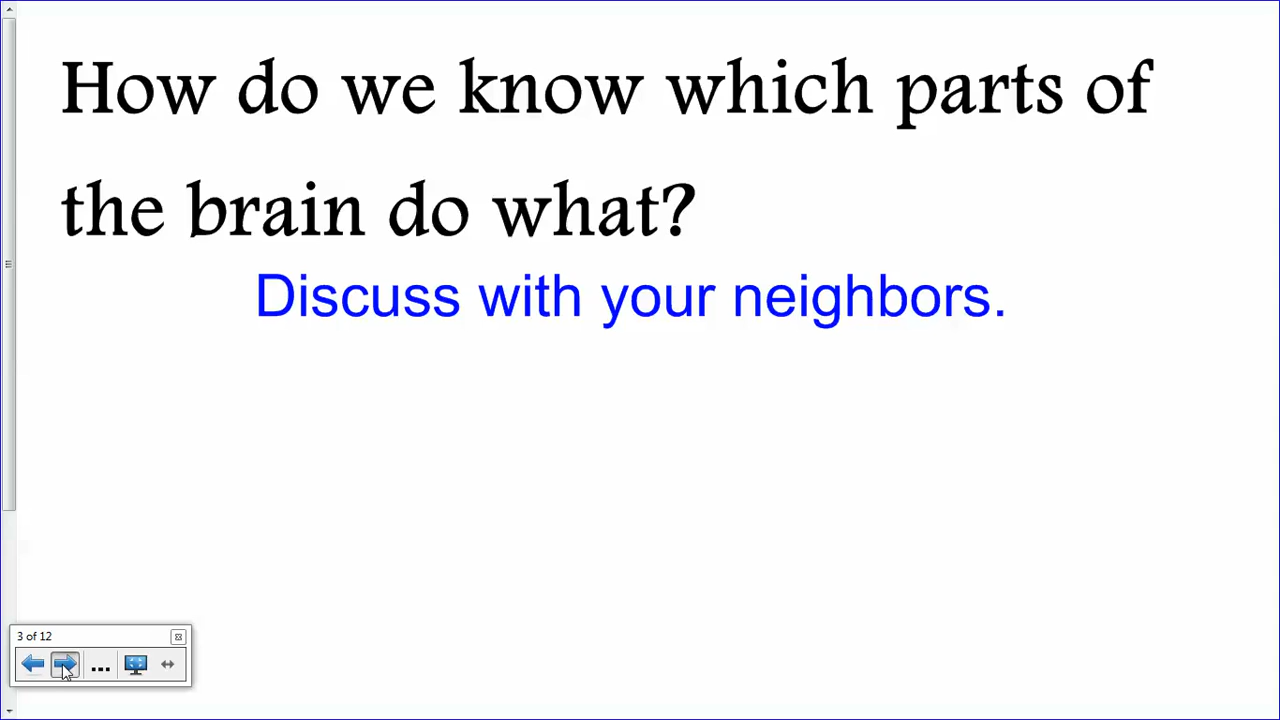 How do we know which parts of
the brain do what?
Discuss with your neighbors.
3 of 12
...